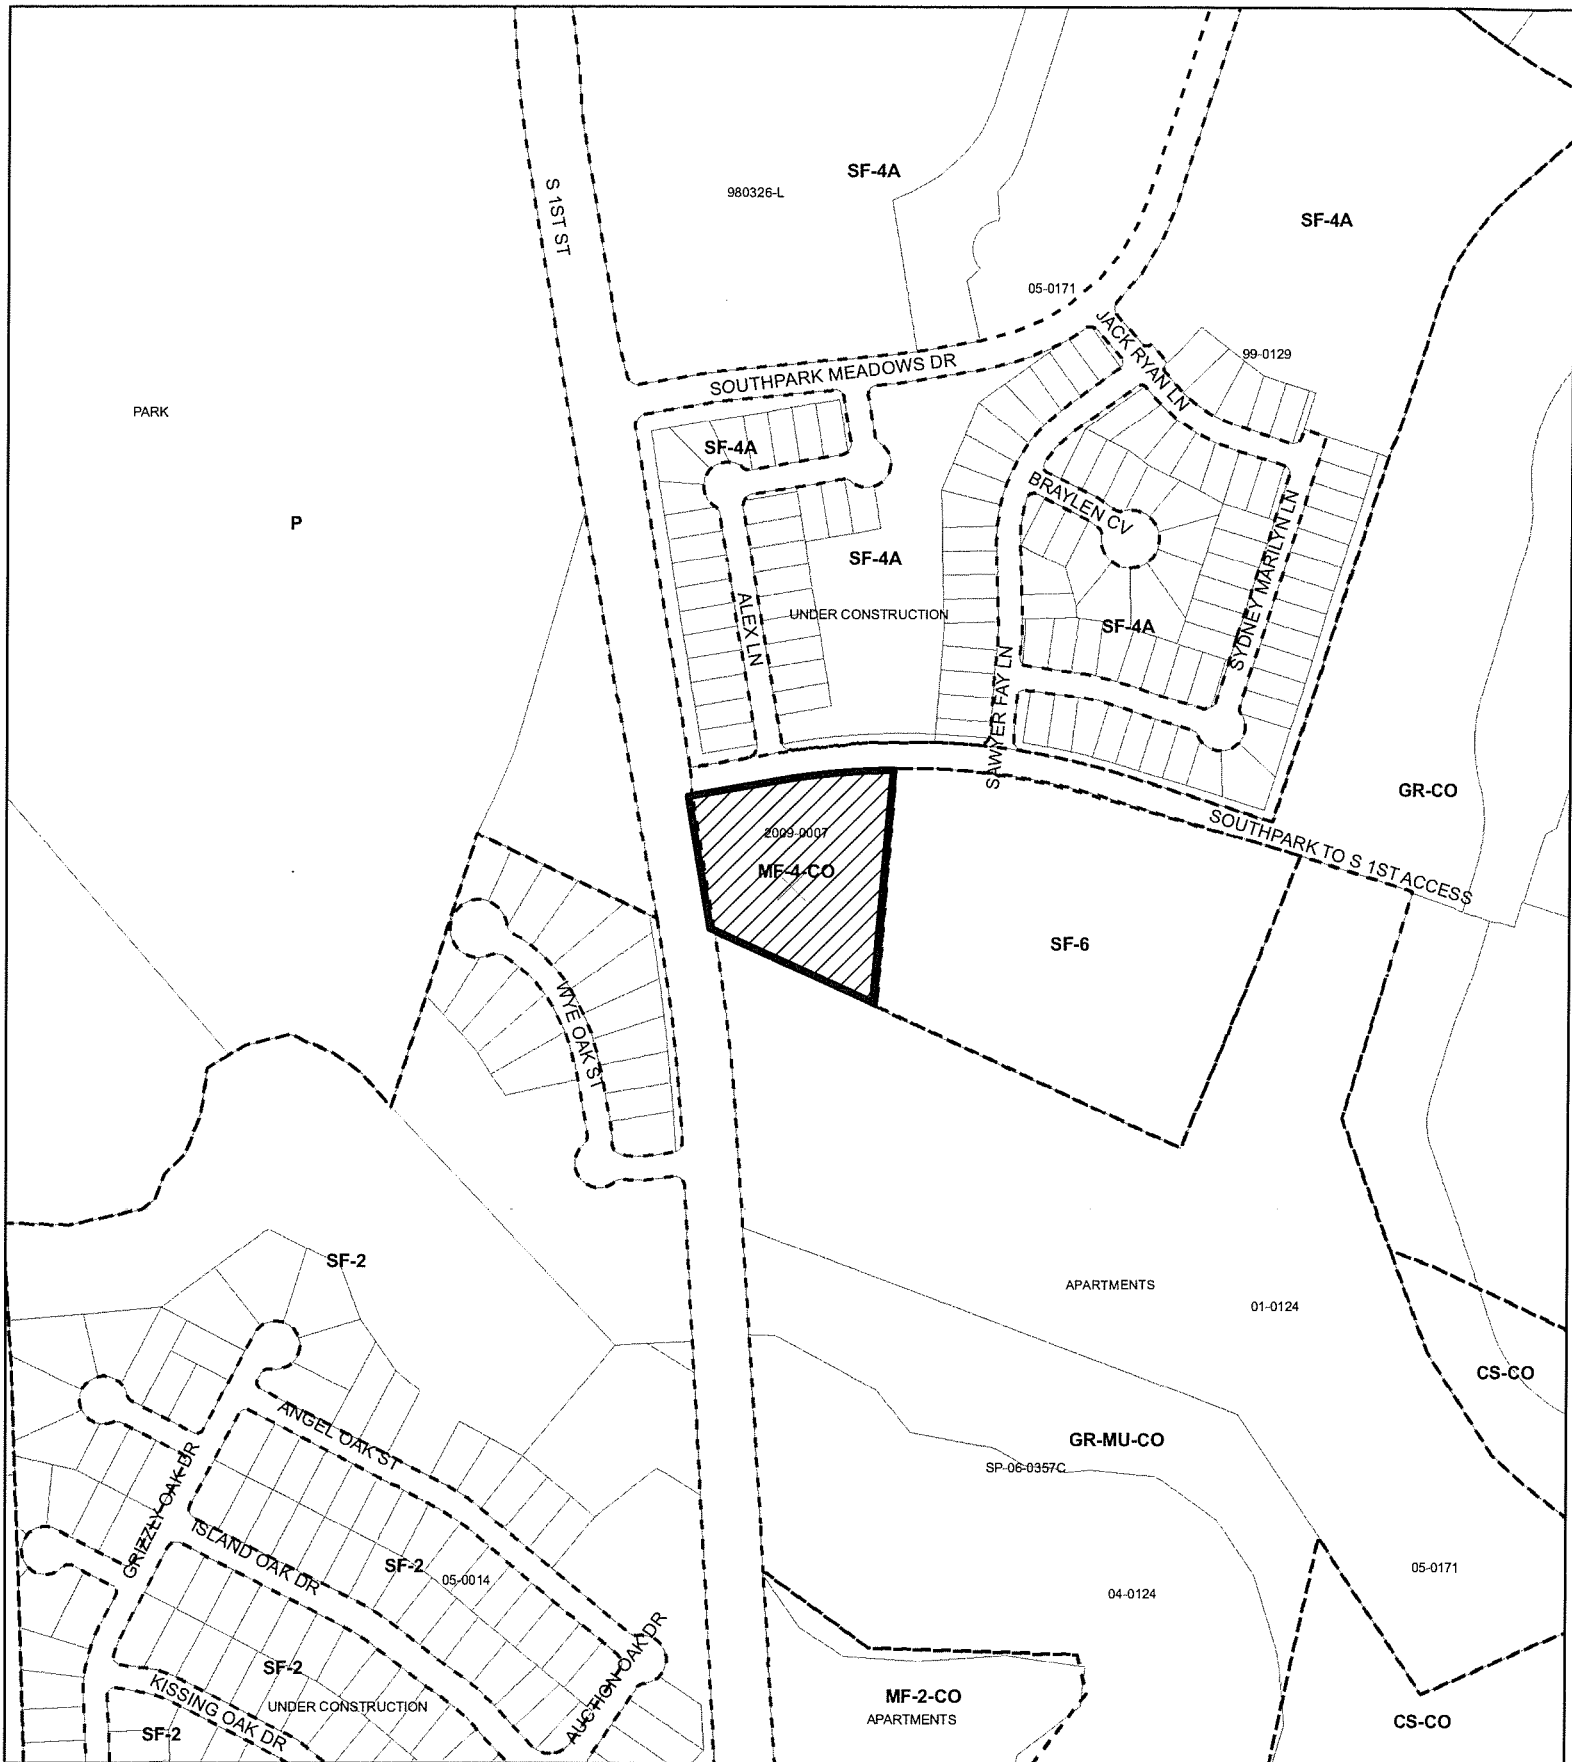 SF-4A
980326-L
S 1ST ST
SF-4A
05-0171
JACK RYAN LN
99-0129
SOUTHPARK MEADOWS DR
PARK
SF-4A
BRAYLEN CV
P
SYDNEY MARILYN LN
SF-4A
ALEX LN
UNDER CONSTRUCTION
SF-4A
SAWYER FAY LN
GR-CO
SOUTHPARK TO S 1ST ACCESS
2009-0007
MF-4-CO
SF-6
WYE OAK ST
SF-2
APARTMENTS
01-0124
CS-CO
ANGEL OAK ST
GR-MU-CO
SP-06-0357C
GRIZZLY OAK DR
ISLAND OAK DR
SF-2
05-0014
05-0171
04-0124
AUCTION OAK DR
SF-2
KISSING OAK DR
UNDER CONSTRUCTION
MF-2-CO
APARTMENTS
CS-CO
SF-2